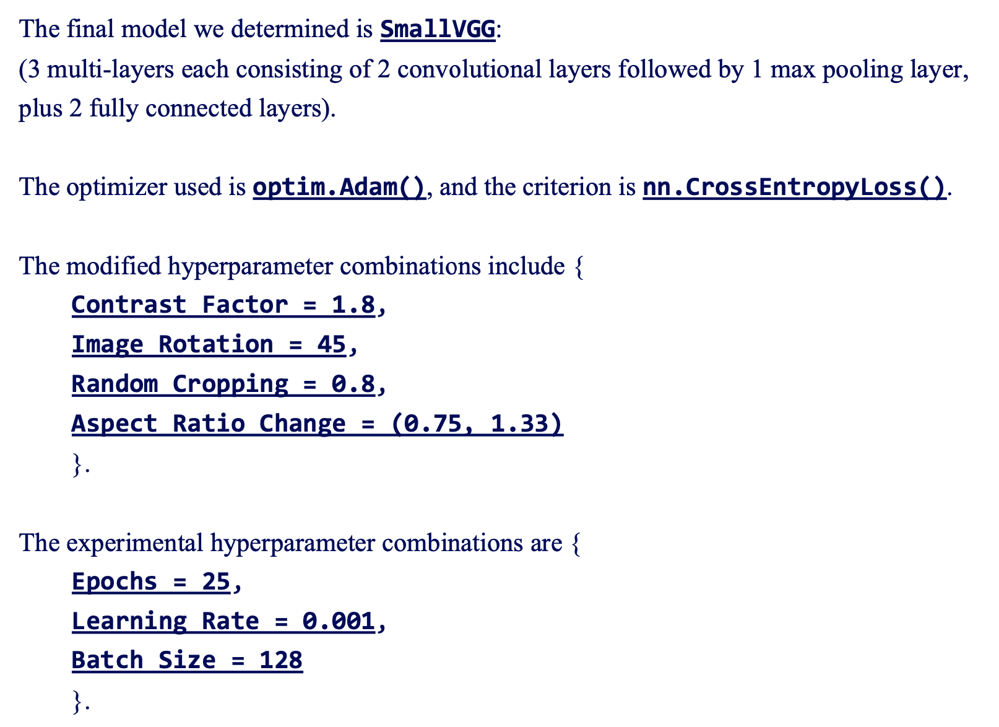 The final model we determined is SmallVGG:
(3 multi-layers each consisting of 2 convolutional layers followed by 1 max pooling layer,
plus 2 fully connected layers).
The optimizer used is optim.Adam(), and the criterion is nn.CrossEntropyLoss().
The modified hyperparameter combinations include {
Contrast Factor = 1.8,
Image Rotation = 45,
Random Cropping = 0.8,
Aspect Ratio Change = (0.75, 1.33)
}.
The experimental hyperparameter combinations are {
Epochs = 25,
Learning Rate = 0.001,
Batch Size = 128
}.